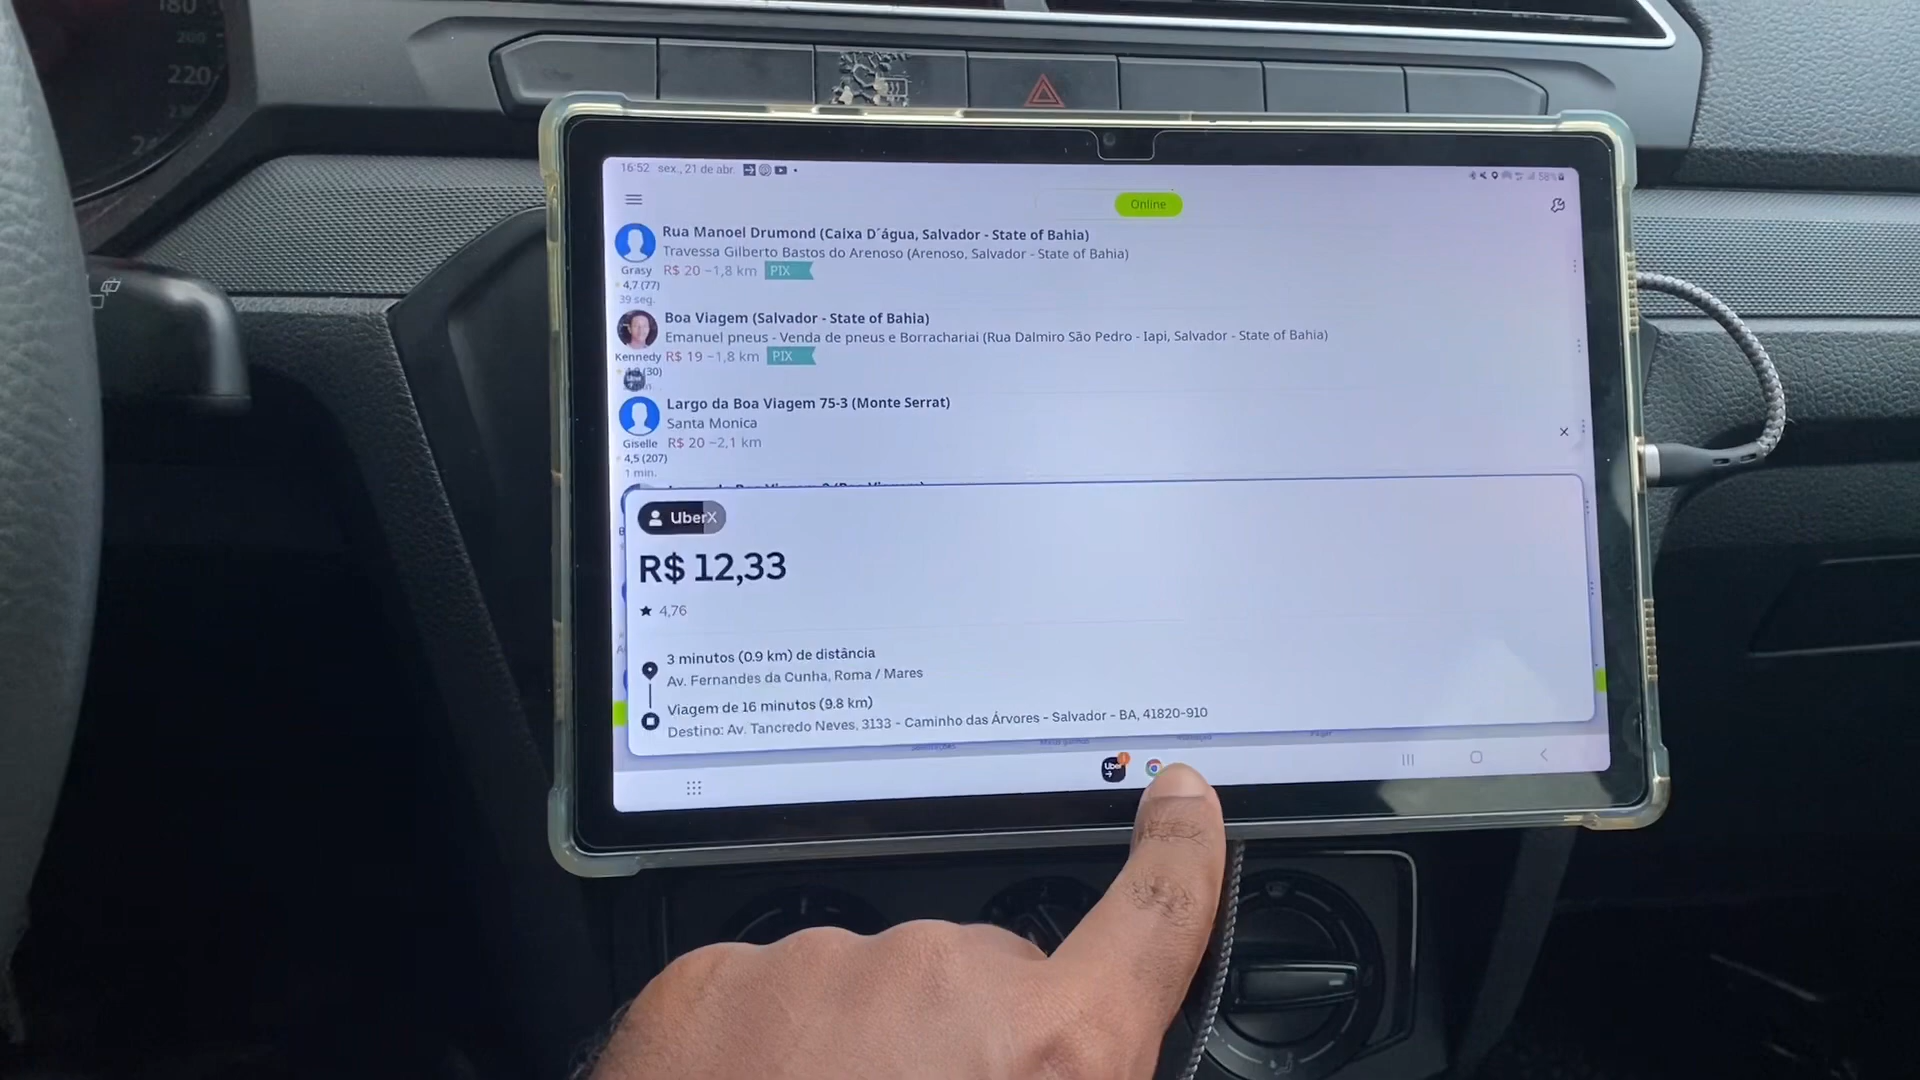 180
200
220
16:52 sex., 21 de abr.
58%
Online
Rua Manoel Drumond (Caixa D´água, Salvador - State of Bahia)
Travessa Gilberto Bastos do Arenoso (Arenoso, Salvador - State of Bahia)
Grasy R$ 20 ~1,8 km PIX
4,7 (77)
39 seg.
Boa Viagem (Salvador - State of Bahia)
Emanuel pneus - Venda de pneus e Borrachariai (Rua Dalmiro São Pedro - Iapi, Salvador - State of Bahia)
Kennedy R$ 19 ~1,8 km PIX
(30)
Largo da Boa Viagem 75-3 (Monte Serrat)
Santa Monica
Giselle R$ 20 ~2,1 km
4,5 (207)
1 min.
UberX
R$ 12,33
4,76
3 minutos (0.9 km) de distância
Av. Fernandes da Cunha, Roma / Mares
Viagem de 16 minutos (9.8 km)
Destino: Av. Tancredo Neves, 3133 - Caminho das Árvores - Salvador - BA, 41820-910
Uber